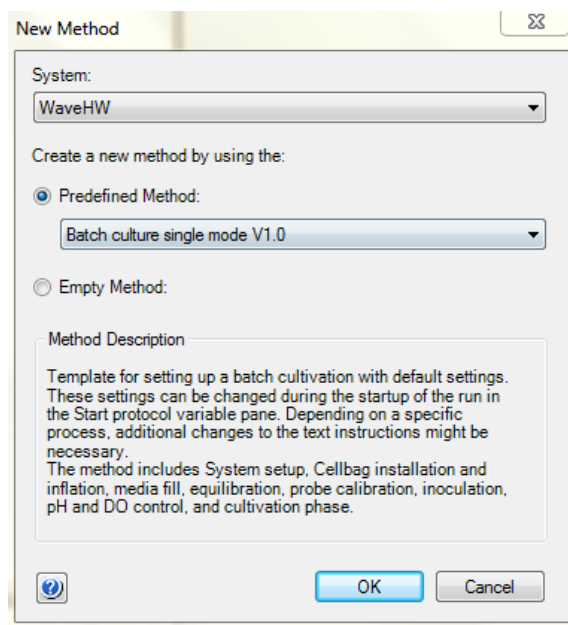 New Method
System:
WaveHW
Create a new method by using the:
Predefined Method:
Batch culture single mode V1.0
Empty Method:
Method Description
Template for setting up a batch cultivation with default settings.
These settings can be changed during the startup of the run in
the Start protocol variable pane. Depending on a specific
process, additional changes to the text instructions might be
necessary.
The method includes System setup, Cellbag installation and
inflation, media fill, equilibration, probe calibration, inoculation,
pH and DO control, and cultivation phase.
OK Cancel